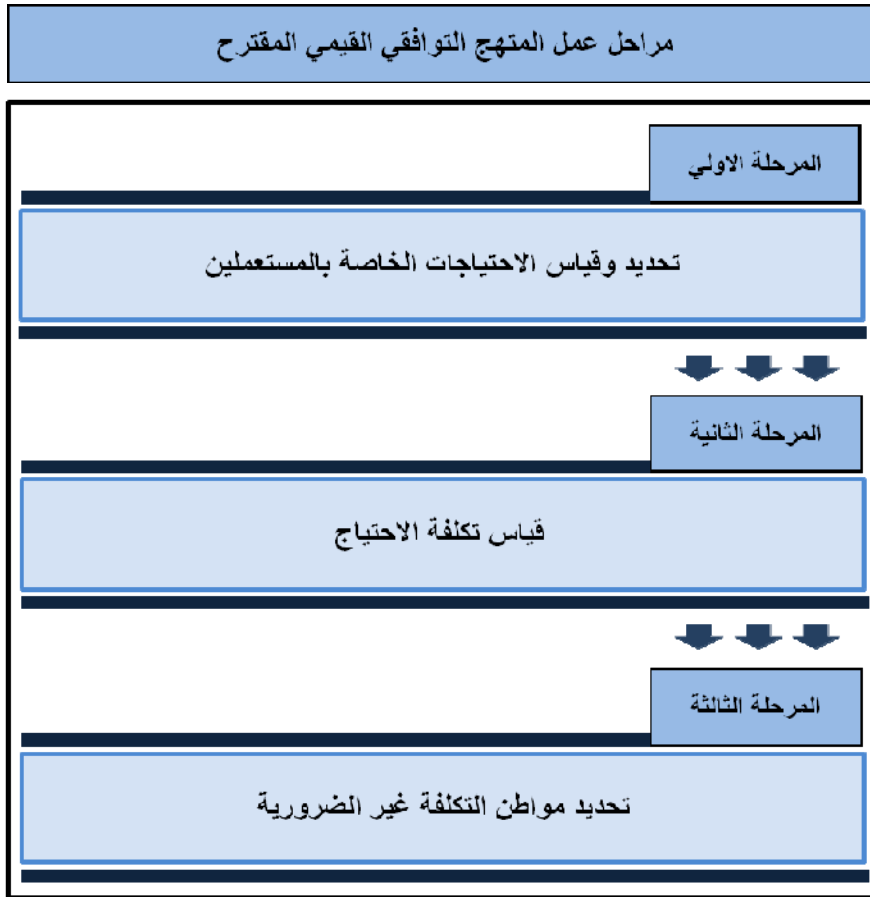 مراحل عمل المتهج التوافقي القيمي المقترح
المرحلة الاولي
تحديد وقياس الاحتياجات الخاصة بالمستعملين
المرحلة الثانية
قياس تكلفة الاحتياج
المرحلة الثالثة
تحديد مواطن التكلفة غير الضرورية